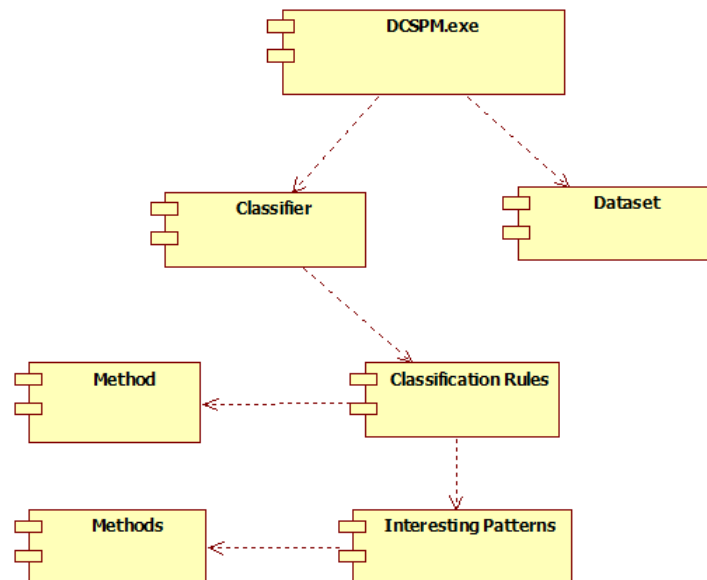 DCSPM.exe
Classifier
Dataset
Method
Classification Rules
Methods
Interesting Patterns